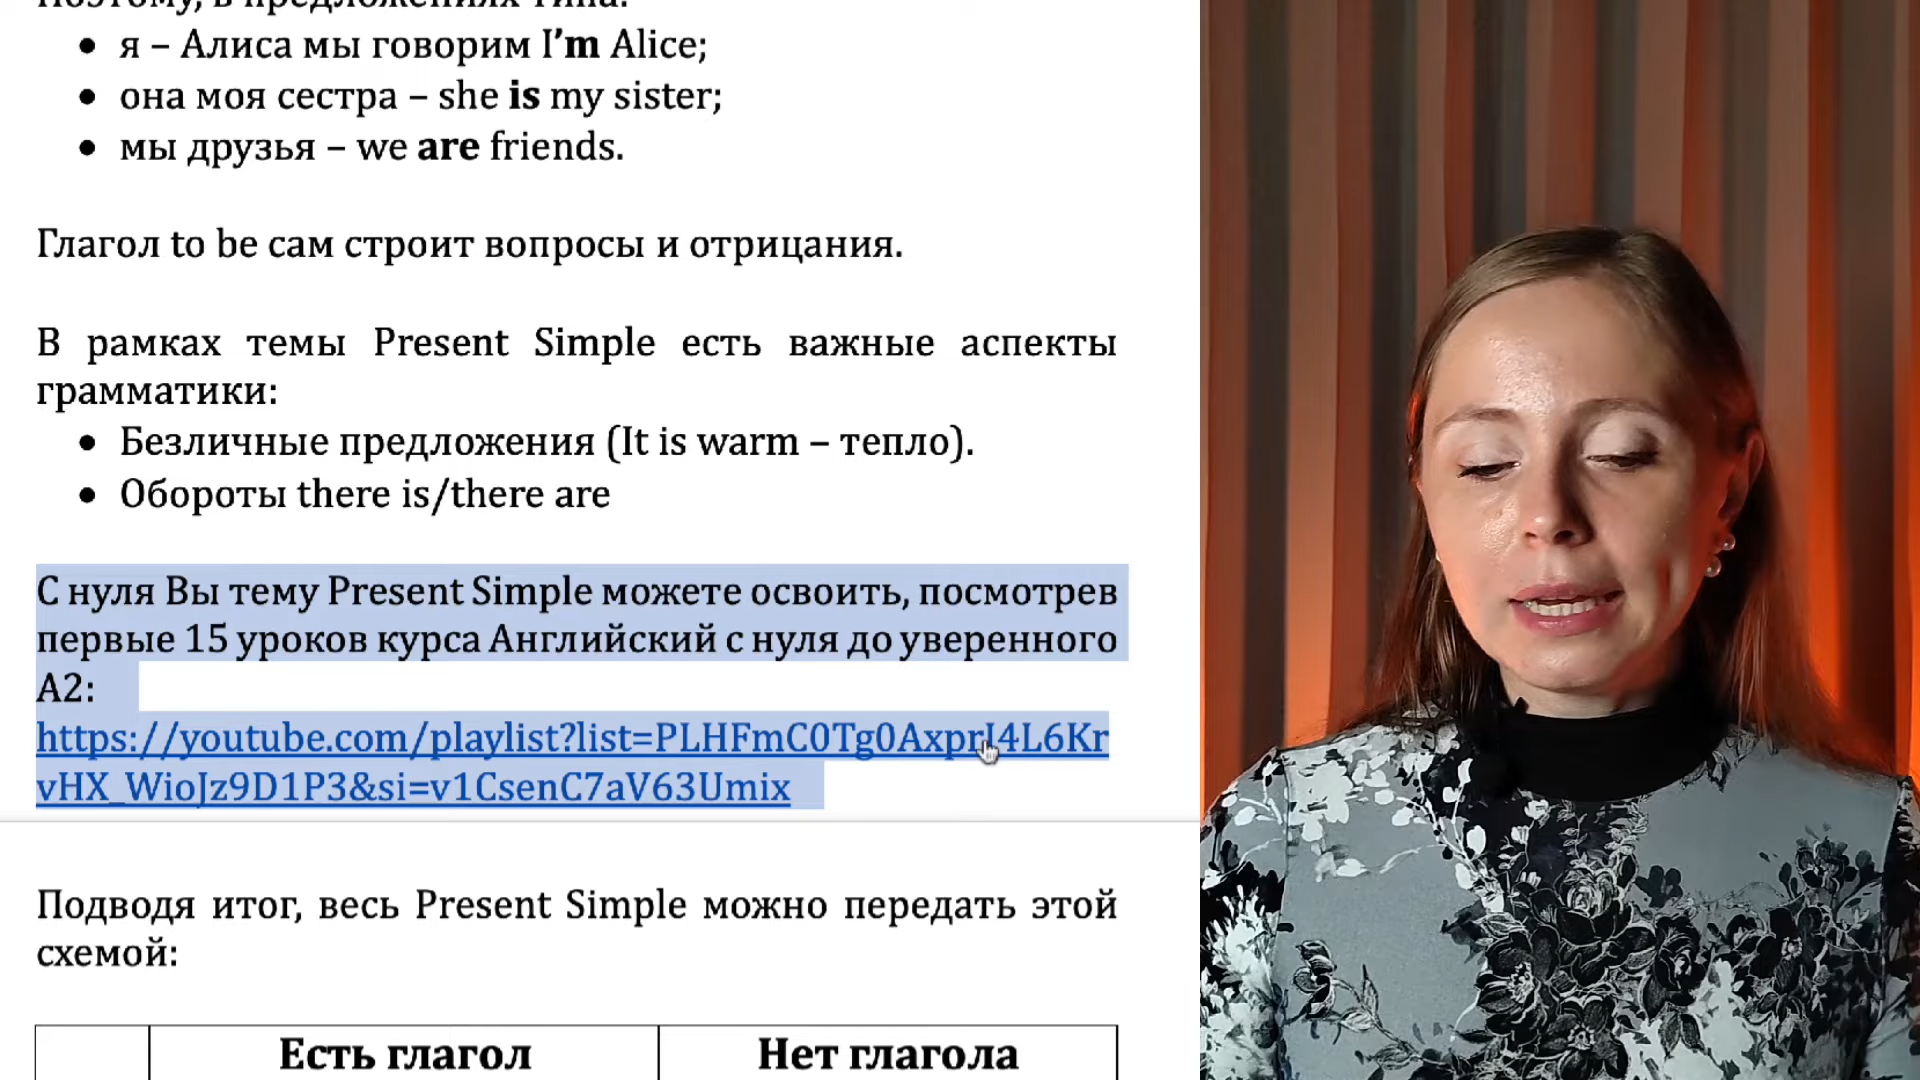 Поэтому, в предложениях типа:
• я – Алиса мы говорим I'm Alice;
• она моя сестра – she is my sister;
• мы друзья – we are friends.
Глагол to be сам строит вопросы и отрицания.
В рамках темы Present Simple есть важные аспекты
грамматики:
• Безличные предложения (It is warm – тепло).
• Обороты there is/there are
С нуля Вы тему Present Simple можете освоить, посмотрев
первые 15 уроков курса Английский с нуля до уверенного
А2:
https://youtube.com/playlist?list=PLHFmC0Tg0AxprI4L6Kr
vHX_WioJz9D1P3&si=v1CsenC7aV63Umix
Подводя итог, весь Present Simple можно передать этой
схемой:
Есть глагол
Нет глагола